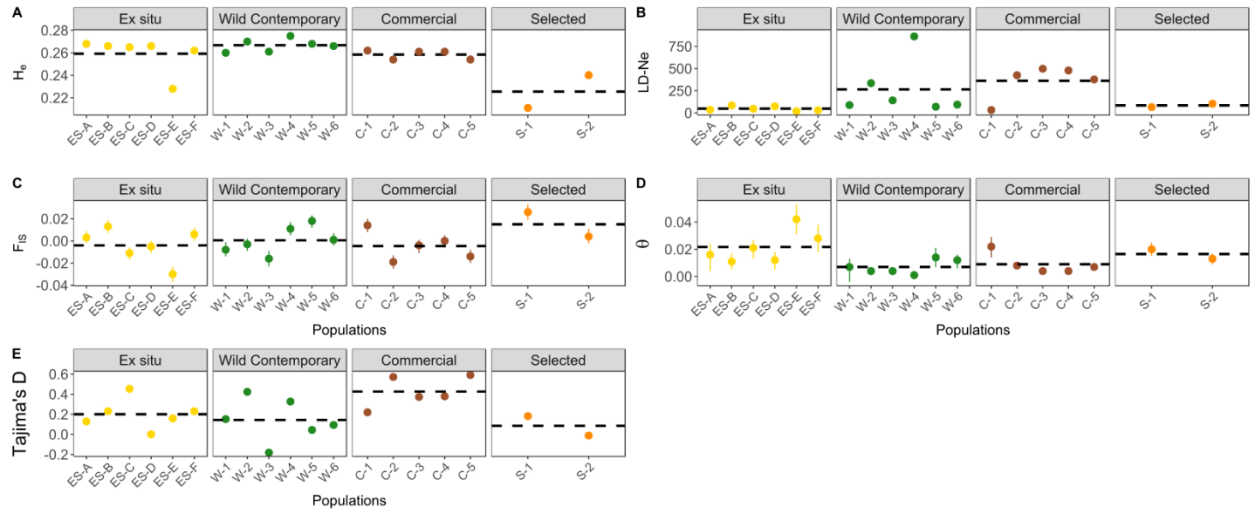 A
Ex situ Wild Contemporary Commercial Selected
0.28
0.26
0.24
0.22
He
ES-A ES-B ES-C ES-D ES-E ES-F W-1 W-2 W-3 W-4 W-5 W-6 C-1 C-2 C-3 C-4 C-5 S-1 S-2
B
Ex situ Wild Contemporary Commercial Selected
750
500
250
0
LD-Ne
ES-A ES-B ES-C ES-D ES-E ES-F W-1 W-2 W-3 W-4 W-5 W-6 C-1 C-2 C-3 C-4 C-5 S-1 S-2
C
Ex situ Wild Contemporary Commercial Selected
0.02
0.00
-0.02
-0.04
FIS
ES-A ES-B ES-C ES-D ES-E ES-F W-1 W-2 W-3 W-4 W-5 W-6 C-1 C-2 C-3 C-4 C-5 S-1 S-2
Populations
D
Ex situ Wild Contemporary Commercial Selected
0.04
0.02
0.00
θ
ES-A ES-B ES-C ES-D ES-E ES-F W-1 W-2 W-3 W-4 W-5 W-6 C-1 C-2 C-3 C-4 C-5 S-1 S-2
Populations
E
Ex situ Wild Contemporary Commercial Selected
0.6
0.4
0.2
0.0
-0.2
Tajima's D
ES-A ES-B ES-C ES-D ES-E ES-F W-1 W-2 W-3 W-4 W-5 W-6 C-1 C-2 C-3 C-4 C-5 S-1 S-2
Populations